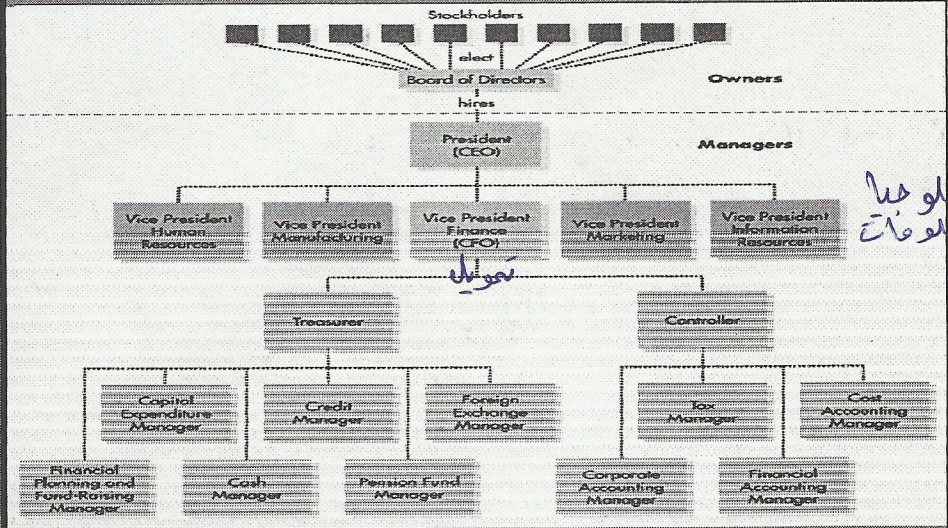 Stockholders
elect
Board of Directors
Owners
hires
President
(CEO)
Managers
Vice President
Human
Resources
Vice President
Manufacturing
Vice President
Finance
(CFO)
Vice President
Marketing
Vice President
Information
Resources
تمويل
Treasurer
Controller
Capital
Expenditure
Manager
Credit
Manager
Foreign
Exchange
Manager
Tax
Manager
Cost
Accounting
Manager
Financial
Planning and
Fund-Raising
Manager
Cash
Manager
Pension Fund
Manager
Corporate
Accounting
Manager
Financial
Accounting
Manager